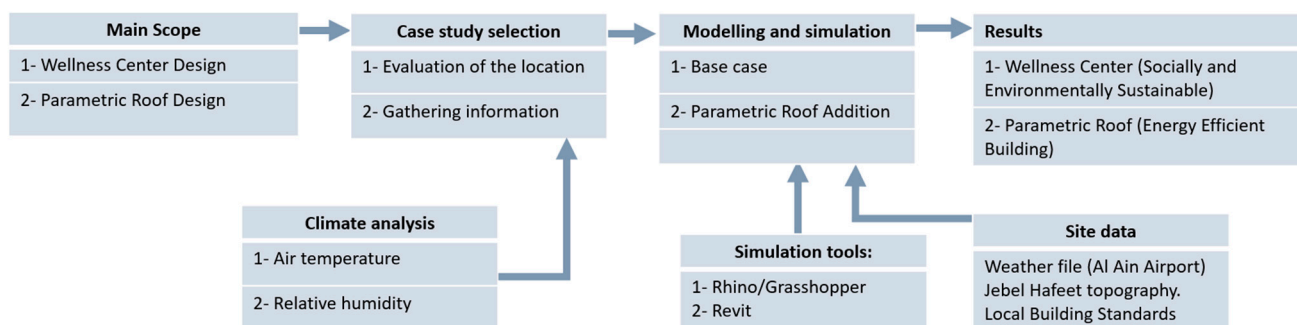 Main Scope
1- Wellness Center Design
2- Parametric Roof Design
Case study selection
1- Evaluation of the location
2- Gathering information
Modelling and simulation
1- Base case
2- Parametric Roof Addition
Results
1- Wellness Center (Socially and
Environmentally Sustainable)
2- Parametric Roof (Energy Efficient
Building)
Climate analysis
1- Air temperature
2- Relative humidity
Simulation tools:
1- Rhino/Grasshopper
2- Revit
Site data
Weather file (Al Ain Airport)
Jebel Hafeet topography.
Local Building Standards